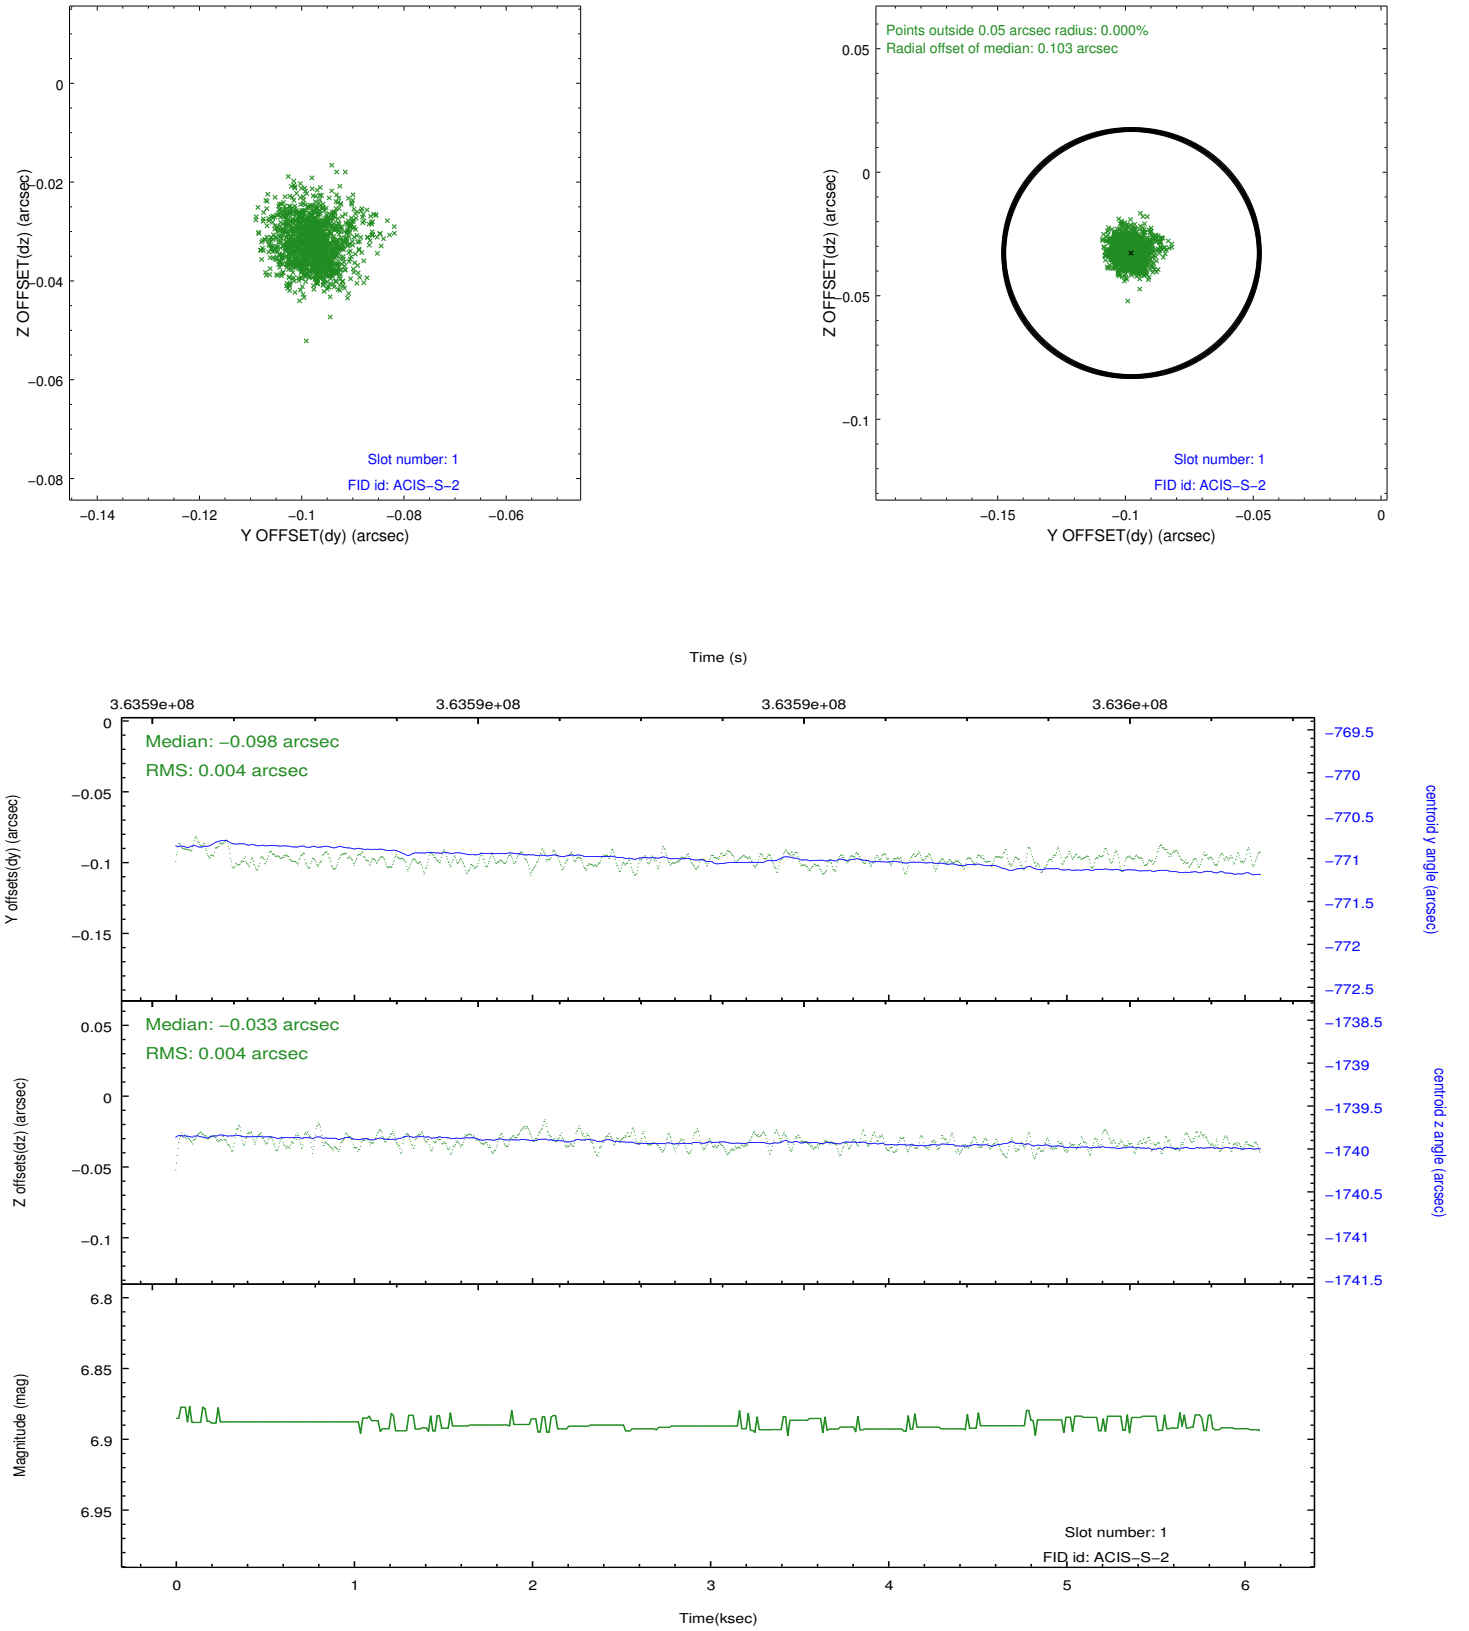 0
−0.02
−0.04
−0.06
−0.08
Z OFFSET(dz) (arcsec)
Slot number: 1
FID id: ACIS−S−2
−0.14
−0.12
−0.1
−0.08
−0.06
Y OFFSET(dy) (arcsec)
Points outside 0.05 arcsec radius: 0.000%
Radial offset of median: 0.103 arcsec
0.05
0
−0.05
−0.1
Z OFFSET(dz) (arcsec)
Slot number: 1
FID id: ACIS−S−2
−0.15
−0.1
−0.05
0
Y OFFSET(dy) (arcsec)
Time (s)
3.6359e+08
3.6359e+08
3.6359e+08
3.636e+08
Median: −0.098 arcsec
RMS: 0.004 arcsec
0
−0.05
−0.1
−0.15
Y offsets(dy) (arcsec)
−769.5
−770
−770.5
−771
−771.5
−772
−772.5
centroid y angle (arcsec)
Median: −0.033 arcsec
RMS: 0.004 arcsec
0.05
0
−0.05
−0.1
Z offsets(dz) (arcsec)
−1738.5
−1739
−1739.5
−1740
−1740.5
−1741
−1741.5
centroid z angle (arcsec)
6.8
6.85
6.9
6.95
Magnitude (mag)
Slot number: 1
FID id: ACIS−S−2
0
1
2
3
4
5
6
Time(ksec)